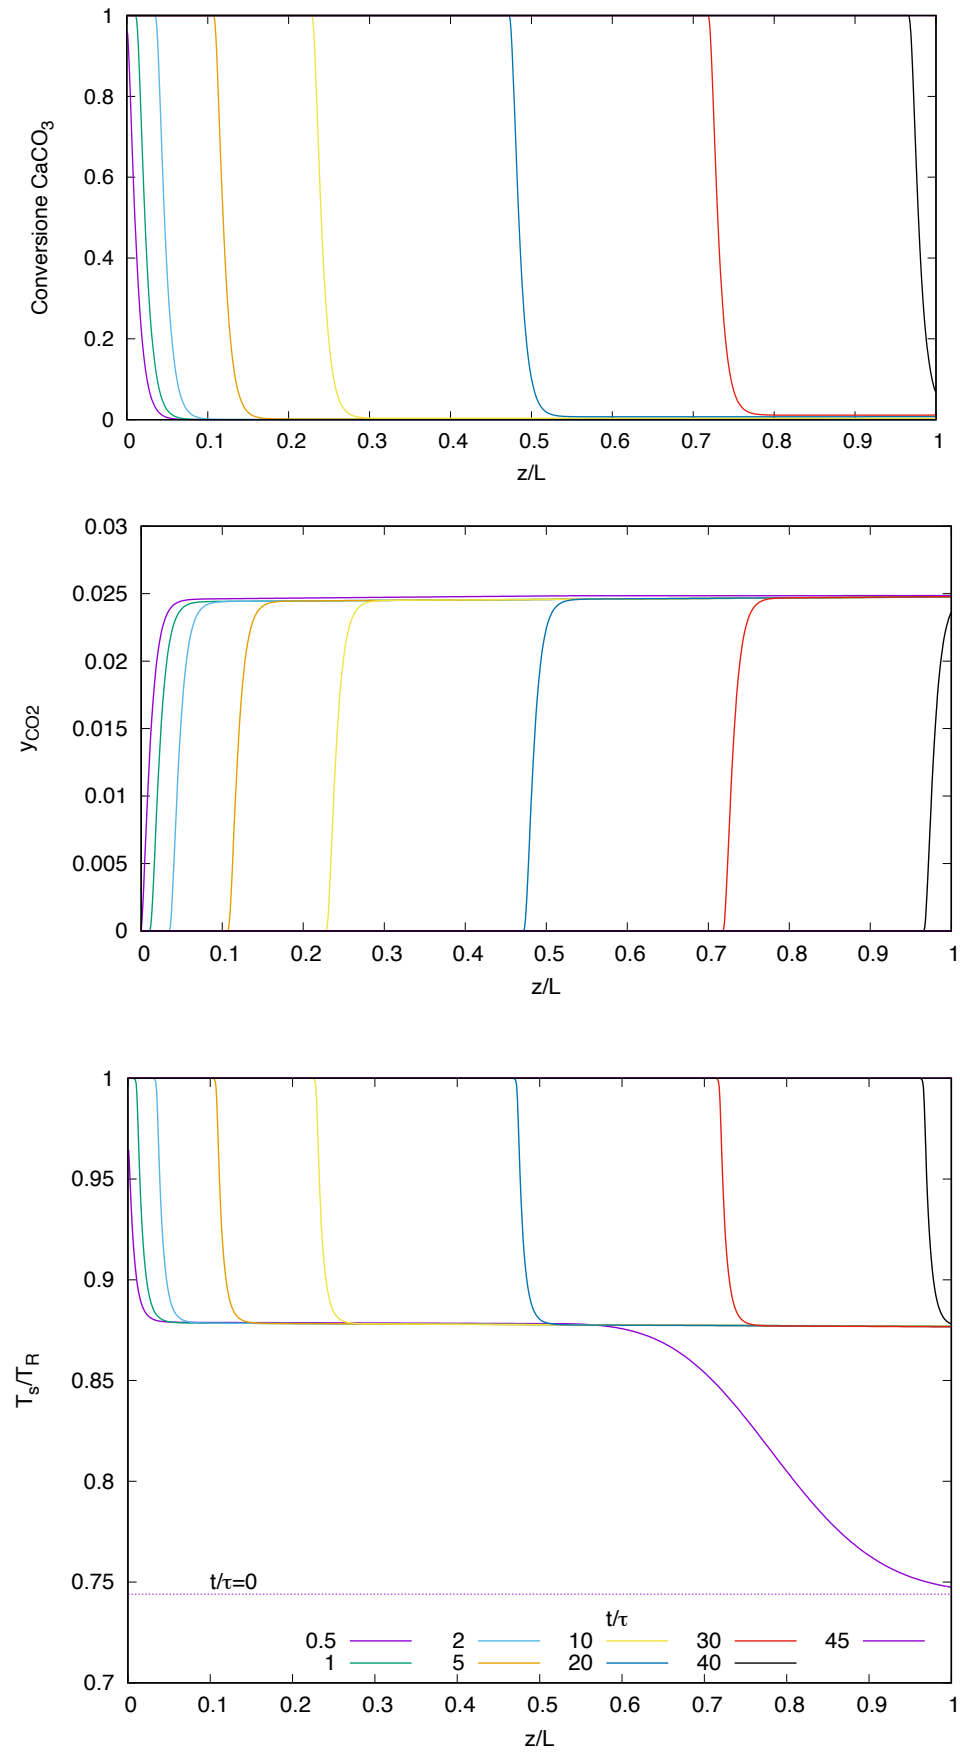 1
0.8
0.6
0.4
0.2
0
Conversione CaCO3
0 0.1 0.2 0.3 0.4 0.5 0.6 0.7 0.8 0.9 1
z/L
0.03
0.025
0.02
0.015
0.01
0.005
0
yCO2
0 0.1 0.2 0.3 0.4 0.5 0.6 0.7 0.8 0.9 1
z/L
1
0.95
0.9
0.85
0.8
0.75
0.7
Ts/TR
t/τ=0
t/τ
0.5 2 10 30 45
1 5 20 40
0 0.1 0.2 0.3 0.4 0.5 0.6 0.7 0.8 0.9 1
z/L